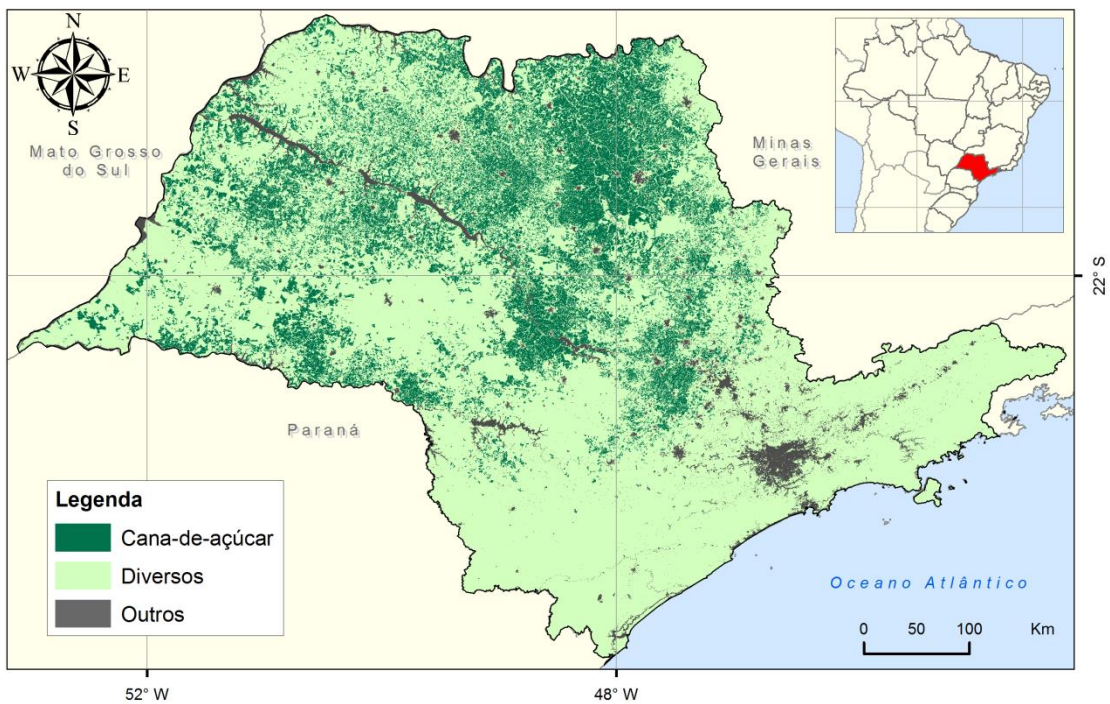 N
W E
S
Mato Grosso
do Sul
Minas
Gerais
22° S
Paraná
Legenda
Cana-de-açúcar
Diversos
Outros
Oceano Atlântico
0 50 100 Km
52° W
48° W